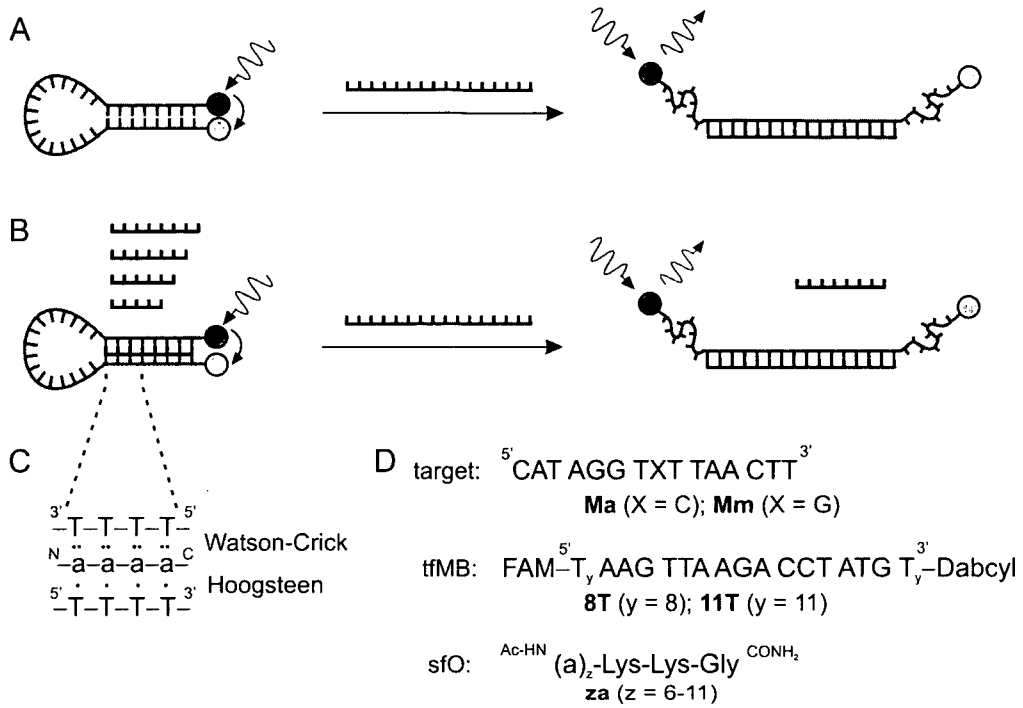 A
B
C
3' –T–T–T–T– 5'
N –a–a–a–a– C
5' –T–T–T–T– 3'
Watson-Crick
Hoogsteen
D
target: 5'CAT AGG TXT TAA CTT3'
Ma (X = C); Mm (X = G)
tfMB: FAM–5'Ty AAG TTA AGA CCT ATG Ty3'–Dabcyl
8T (y = 8); 11T (y = 11)
sfO: Ac-HN (a)z-Lys-Lys-Gly CONH2
za (z = 6-11)